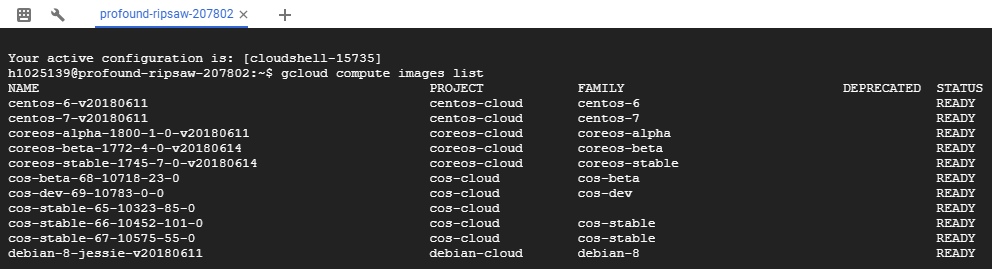 profound-ripsaw-207802 × +
Your active configuration is: [cloudshell-15735]
h1025139@profound-ripsaw-207802:~$ gcloud compute images list
NAME PROJECT FAMILY DEPRECATED STATUS
centos-6-v20180611 centos-cloud centos-6 READY
centos-7-v20180611 centos-cloud centos-7 READY
coreos-alpha-1800-1-0-v20180611 coreos-cloud coreos-alpha READY
coreos-beta-1772-4-0-v20180614 coreos-cloud coreos-beta READY
coreos-stable-1745-7-0-v20180614 coreos-cloud coreos-stable READY
cos-beta-68-10718-23-0 cos-cloud cos-beta READY
cos-dev-69-10783-0-0 cos-cloud cos-dev READY
cos-stable-65-10323-85-0 cos-cloud READY
cos-stable-66-10452-101-0 cos-cloud cos-stable READY
cos-stable-67-10575-55-0 cos-cloud cos-stable READY
debian-8-jessie-v20180611 debian-cloud debian-8 READY